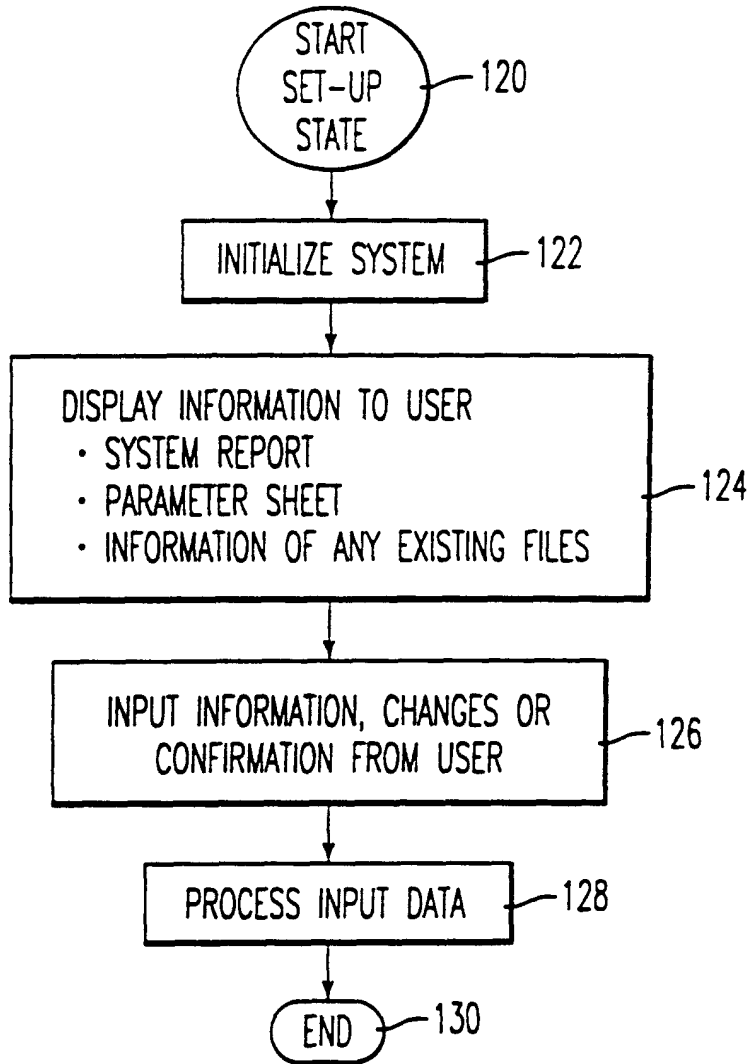 START
SET-UP
STATE
120
INITIALIZE SYSTEM
122
DISPLAY INFORMATION TO USER
· SYSTEM REPORT
· PARAMETER SHEET
· INFORMATION OF ANY EXISTING FILES
124
INPUT INFORMATION, CHANGES OR
CONFIRMATION FROM USER
126
PROCESS INPUT DATA
128
END
130